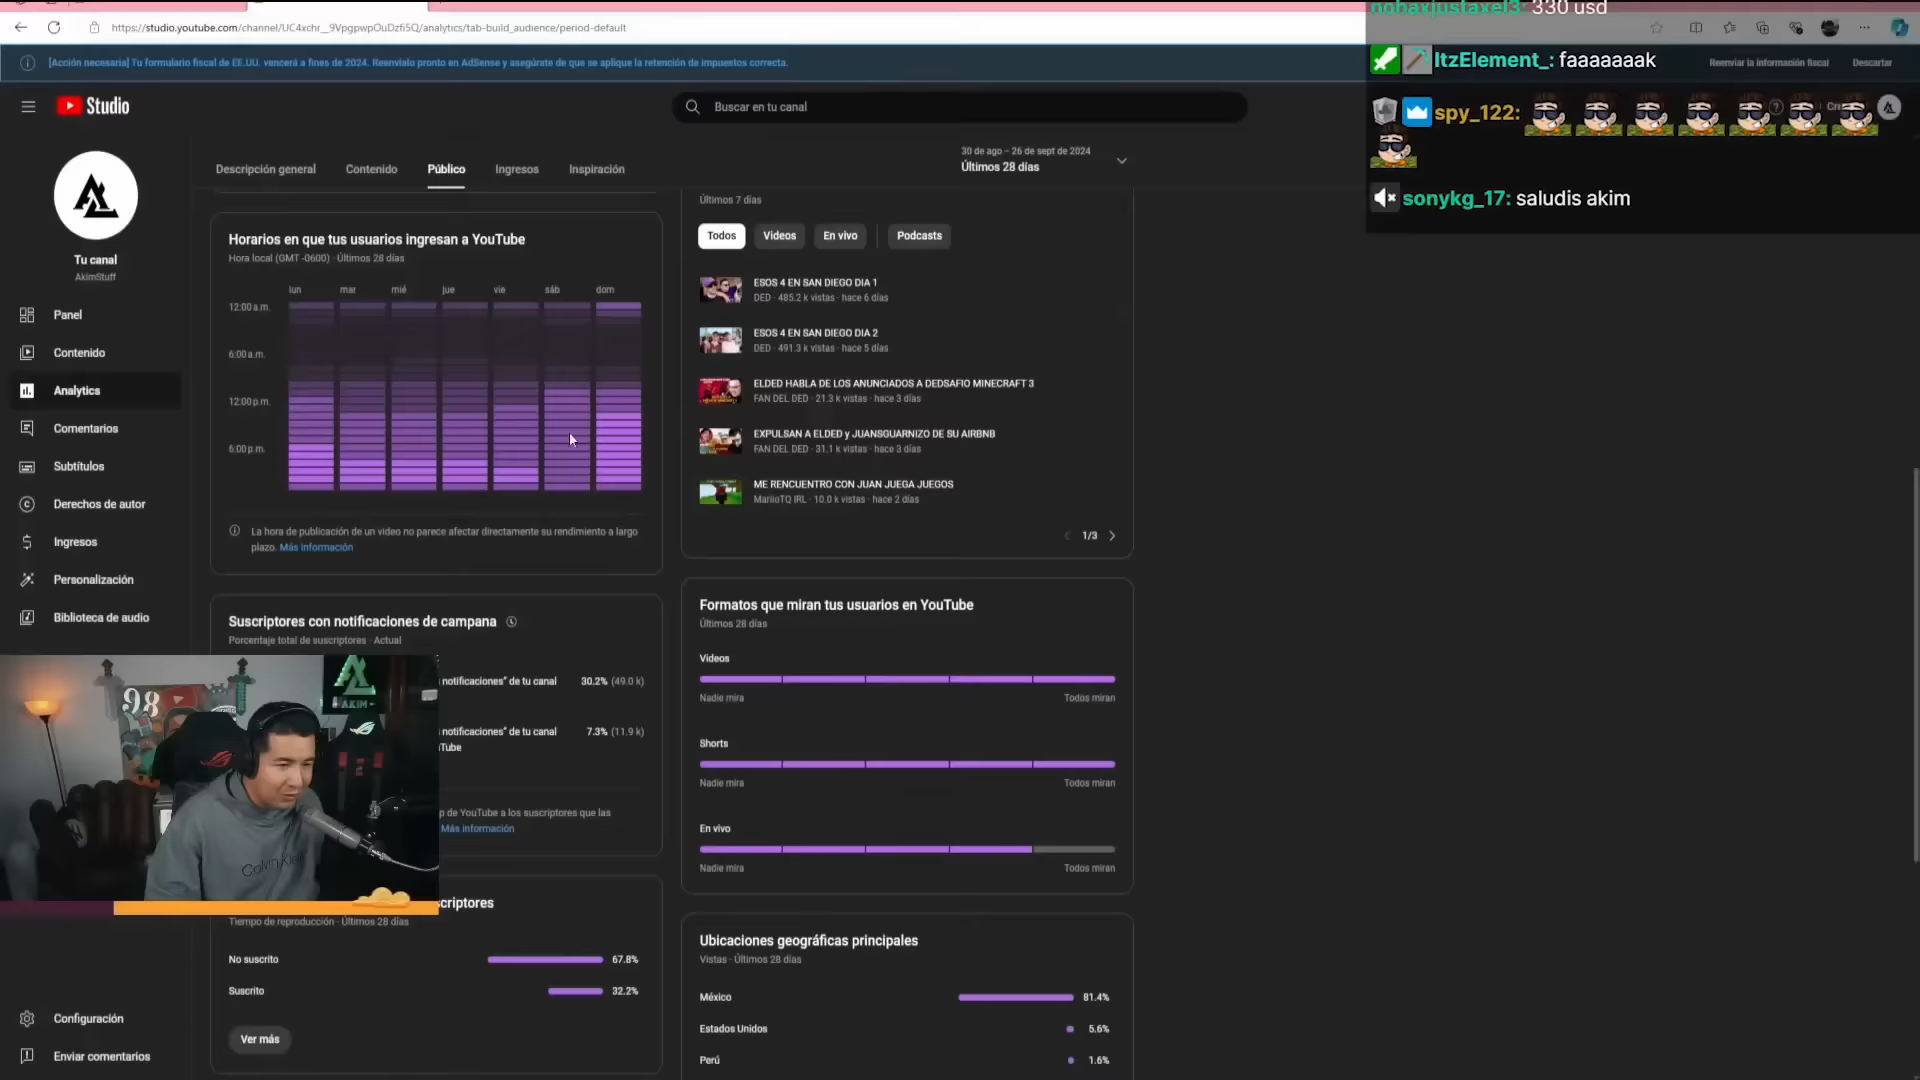 https://studio.youtube.com/channel/UC4xchr__9VpgpwpOuDzfi5Q/analytics/tab-build_audience/period-default
nohaxjustaxel3: 330 usd
[Acción necesaria] Tu formulario fiscal de EE.UU. vencerá a fines de 2024. Reenvíalo pronto en AdSense y asegúrate de que se aplique la retención de impuestos correcta.
Reenviar la información fiscal
Descartar
ItzElement_: faaaaaaak
Studio
Buscar en tu canal
spy_122:
sonykg_17: saludis akim
Tu canal
AkimStuff
Panel
Contenido
Analytics
Comentarios
Subtítulos
Derechos de autor
Ingresos
Personalización
Biblioteca de audio
Configuración
Enviar comentarios
Descripción general
Contenido
Público
Ingresos
Inspiración
30 de ago – 26 de sept de 2024
Últimos 28 días
Horarios en que tus usuarios ingresan a YouTube
Hora local (GMT -0600) · Últimos 28 días
lun mar mié jue vie sáb dom
12:00 a.m.
6:00 a.m.
12:00 p.m.
6:00 p.m.
La hora de publicación de un video no parece afectar directamente su rendimiento a largo
plazo. Más información
Suscriptores con notificaciones de campana
Porcentaje total de suscriptores · Actual
notificaciones" de tu canal 30.2% (49.0 k)
notificaciones" de tu canal 7.3% (11.9 k)
Tube
p de YouTube a los suscriptores que las
Más información
98
AKIM
Calvin Klein
criptores
Tiempo de reproducción · Últimos 28 días
No suscrito 67.8%
Suscrito 32.2%
Ver más
Últimos 7 días
Todos
Videos
En vivo
Podcasts
ESOS 4 EN SAN DIEGO DIA 1
DED · 485.2 k vistas · hace 6 días
ESOS 4 EN SAN DIEGO DIA 2
DED · 491.3 k vistas · hace 5 días
ELDED HABLA DE LOS ANUNCIADOS A DEDSAFIO MINECRAFT 3
FAN DEL DED · 21.3 k vistas · hace 3 días
EXPULSAN A ELDED y JUANSGUARNIZO DE SU AIRBNB
FAN DEL DED · 31.1 k vistas · hace 3 días
ME RENCUENTRO CON JUAN JUEGA JUEGOS
MariioTQ IRL · 10.0 k vistas · hace 2 días
1/3
Formatos que miran tus usuarios en YouTube
Últimos 28 días
Videos
Nadie mira Todos miran
Shorts
Nadie mira Todos miran
En vivo
Nadie mira Todos miran
Ubicaciones geográficas principales
Vistas · Últimos 28 días
México 81.4%
Estados Unidos 5.6%
Perú 1.6%